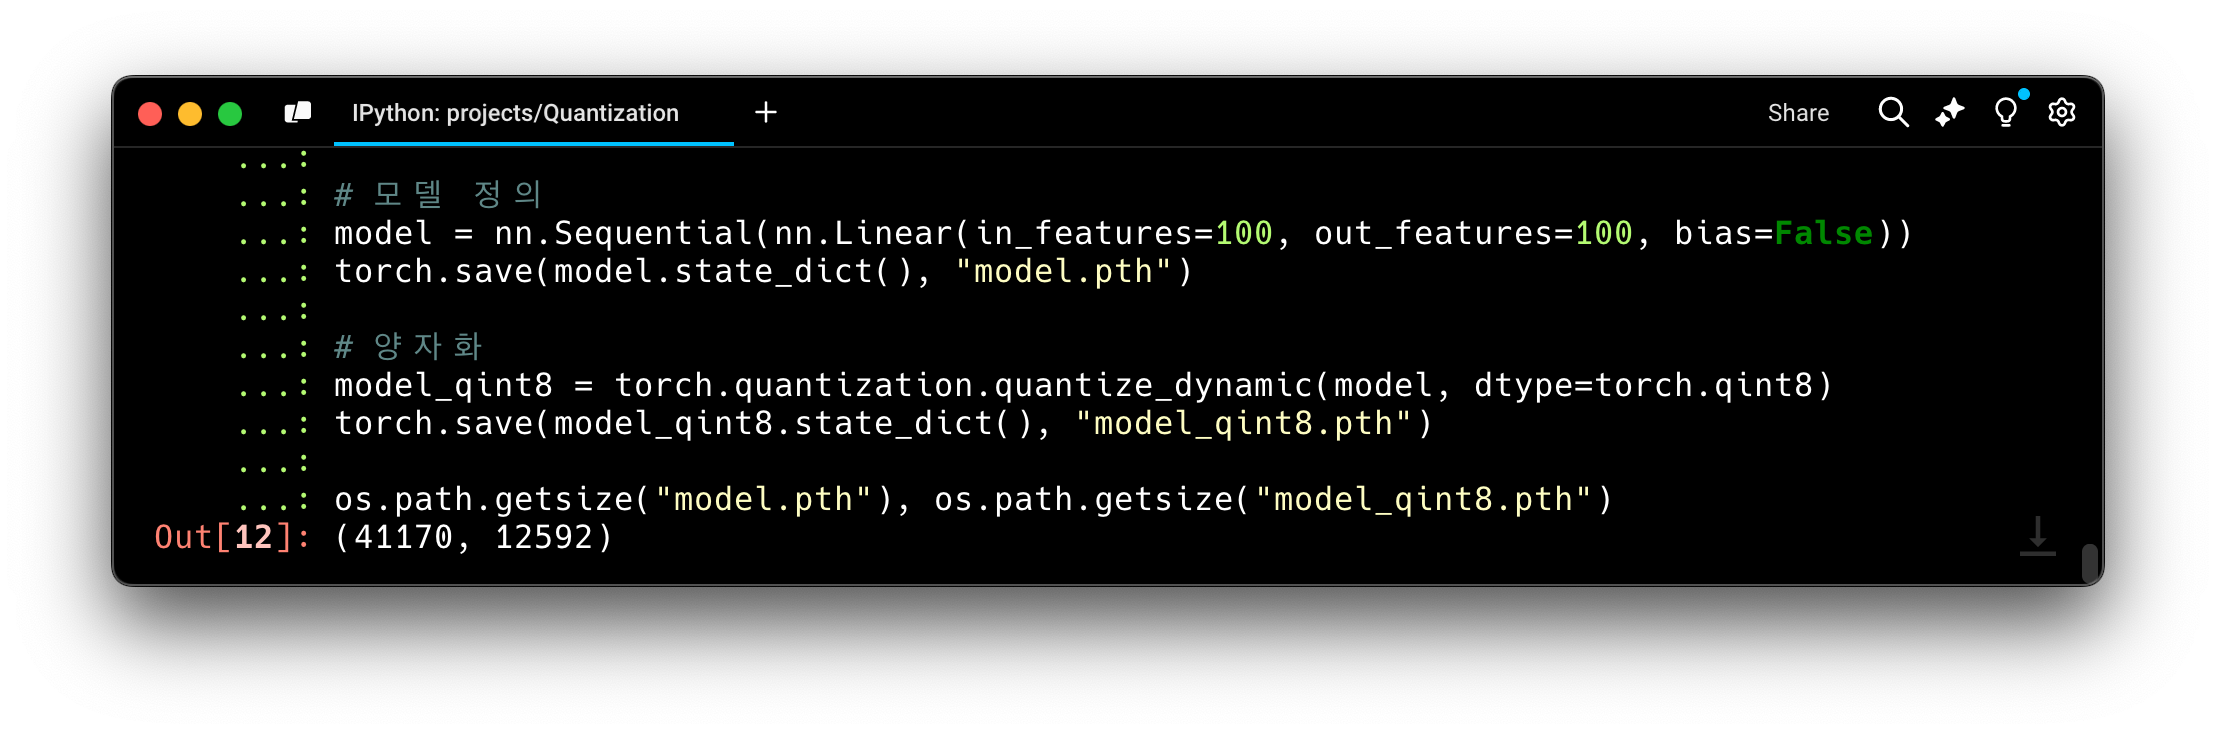 IPython: projects/Quantization
Share
...:
...: # 모델 정의
...: model = nn.Sequential(nn.Linear(in_features=100, out_features=100, bias=False))
...: torch.save(model.state_dict(), "model.pth")
...:
...: # 양자화
...: model_qint8 = torch.quantization.quantize_dynamic(model, dtype=torch.qint8)
...: torch.save(model_qint8.state_dict(), "model_qint8.pth")
...:
...: os.path.getsize("model.pth"), os.path.getsize("model_qint8.pth")
Out[12]: (41170, 12592)